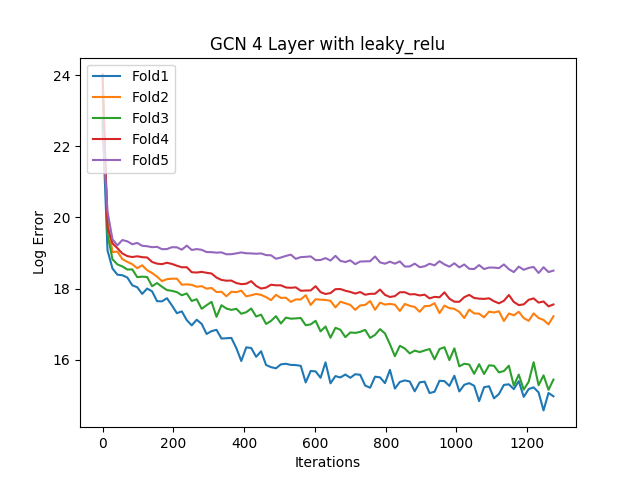 GCN 4 Layer with leaky_relu
Log Error
24
22
20
18
16
Fold1
Fold2
Fold3
Fold4
Fold5
0 200 400 600 800 1000 1200
Iterations